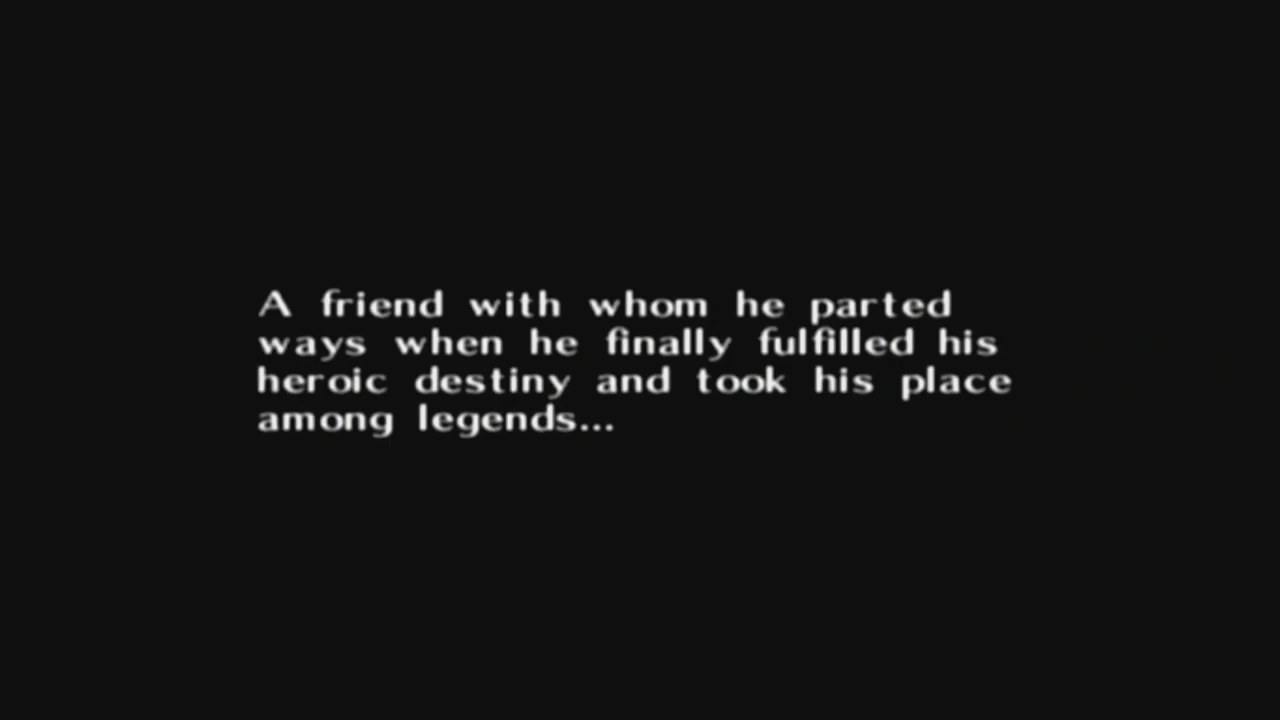 A friend with whom he parted
ways when he finally fulfilled his
heroic destiny and took his place
among legends...